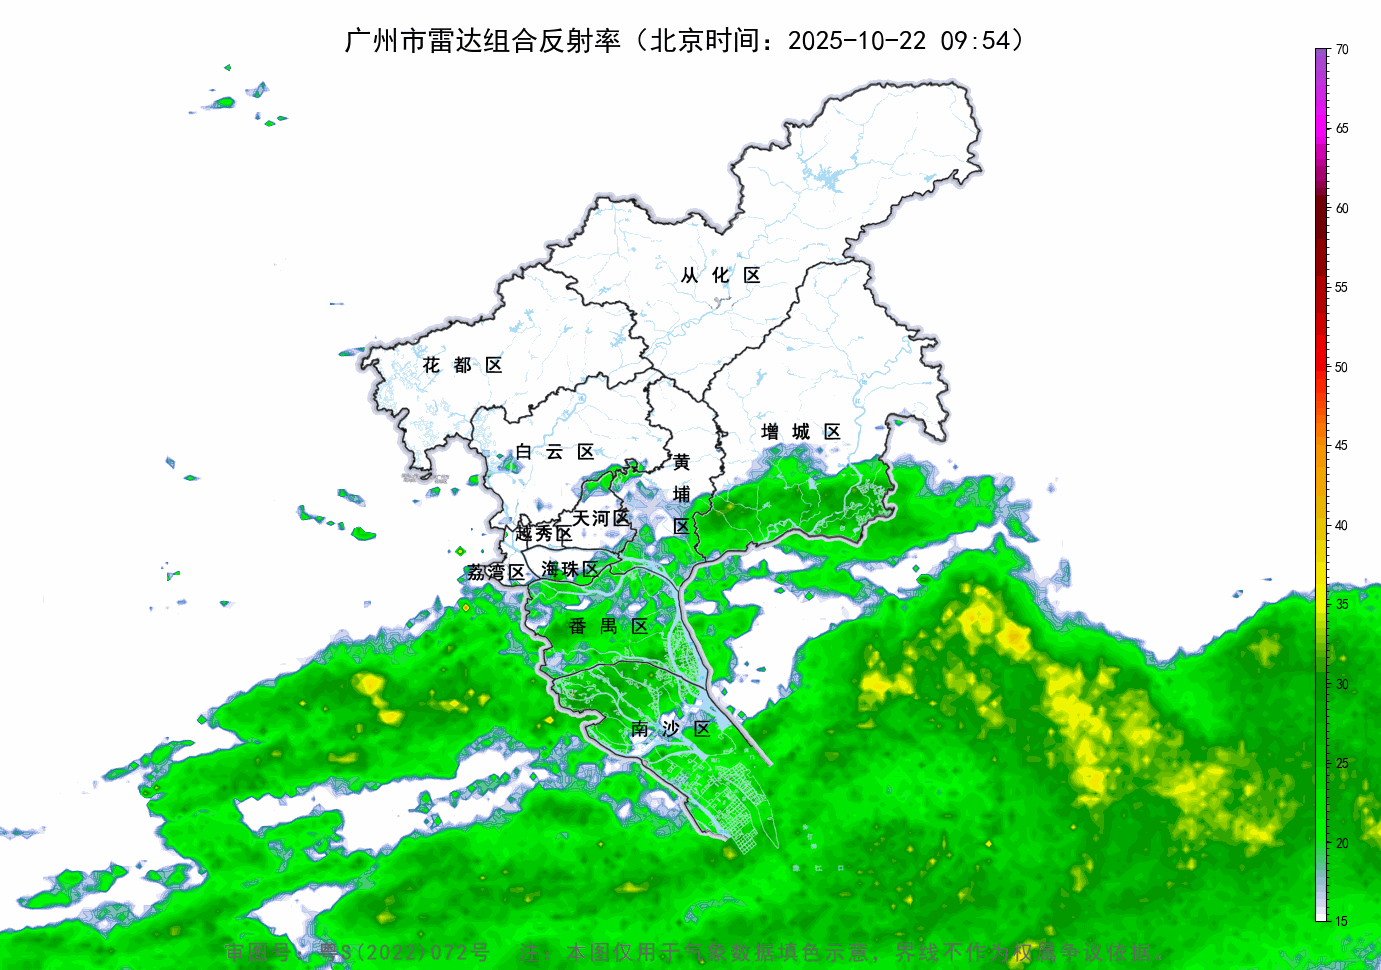 广州市雷达组合反射率（北京时间：2025-10-22 09:54）
70
65
60
55
50
45
40
35
30
25
20
15
从化区
花都区
增城区
白云区
黄埔区
天河区
越秀区
海珠区
荔湾区
番禺区
南沙区
珠江口
审图号：粤S(2022)072号 注：本图仅用于气象数据填色示意，界线不作为权属争议依据。